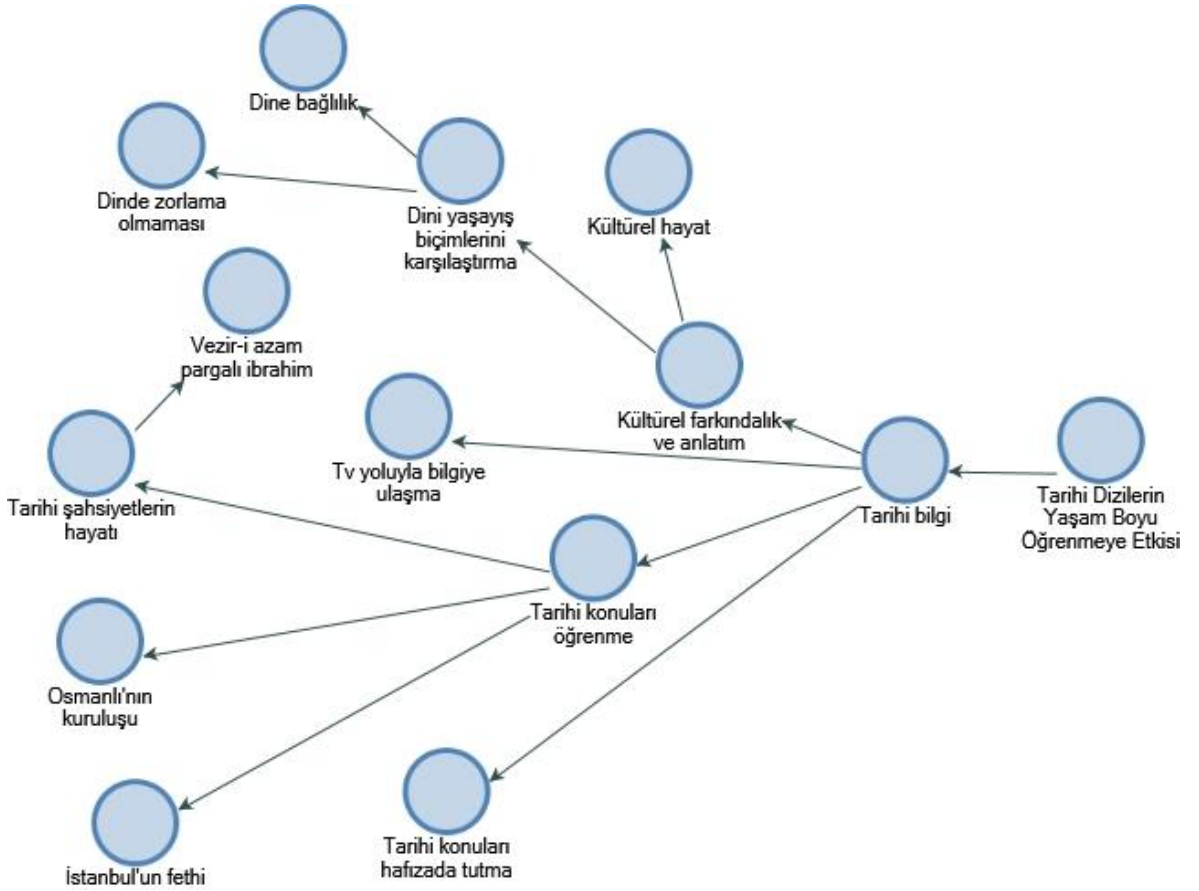 Dine bağlılık
Dinde zorlama
olmaması
Dini yaşayış
biçimlerini
karşılaştırma
Kültürel hayat
Vezir-i azam
pargalı ibrahim
Kültürel farkındalık
ve anlatım
Tv yoluyla bilgiye
ulaşma
Tarihi şahsiyetlerin
hayatı
Tarihi bilgi
Tarihi Dizilerin
Yaşam Boyu
Öğrenmeye Etkisi
Tarihi konuları
öğrenme
Osmanlı'nın
kuruluşu
Tarihi konuları
hafızada tutma
İstanbul'un fethi